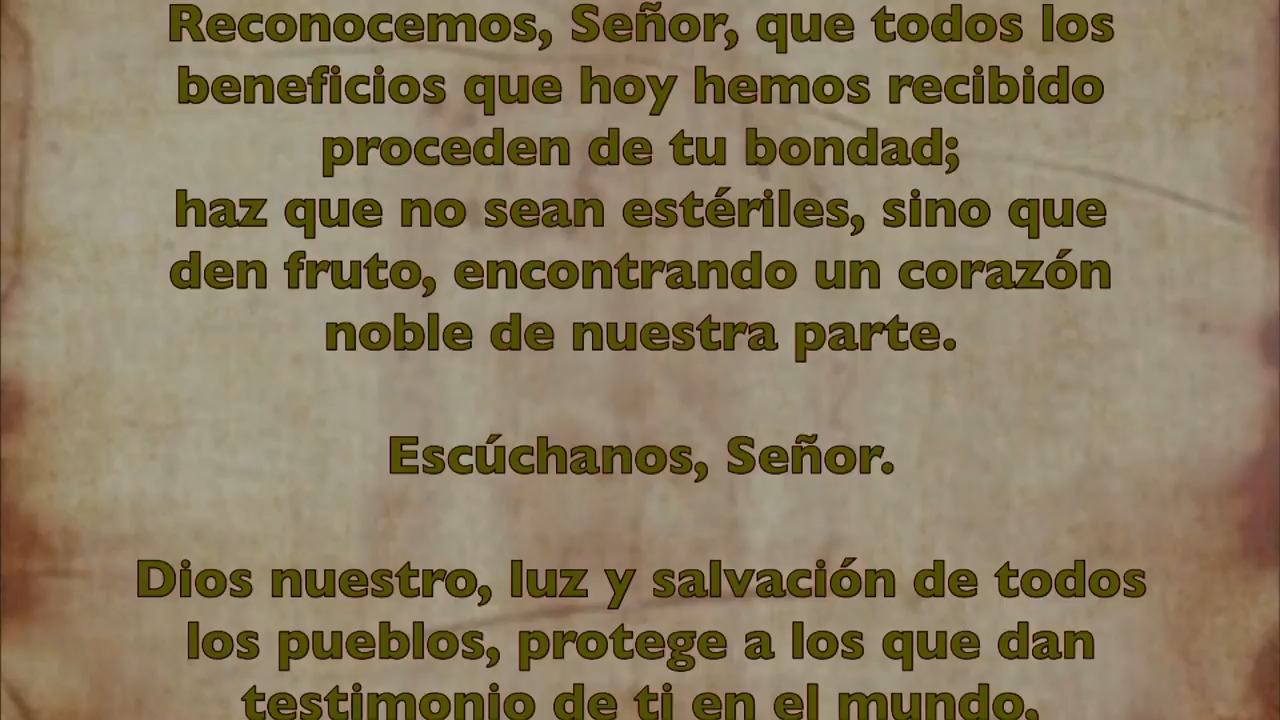 Reconocemos, Señor, que todos los
beneficios que hoy hemos recibido
proceden de tu bondad;
haz que no sean estériles, sino que
den fruto, encontrando un corazón
noble de nuestra parte.
Escúchanos, Señor.
Dios nuestro, luz y salvación de todos
los pueblos, protege a los que dan
testimonio de ti en el mundo,